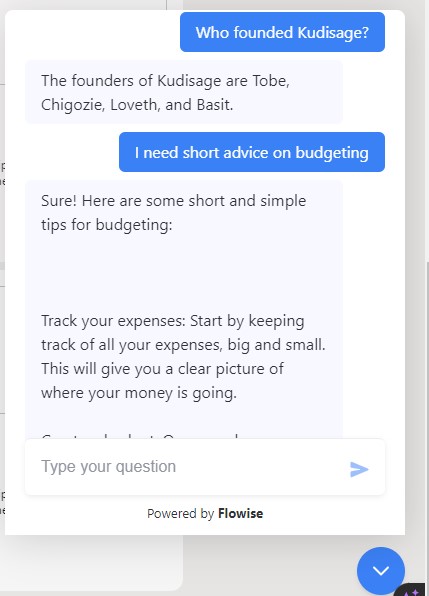 Who founded Kudisage?
The founders of Kudisage are Tobe,
Chigozie, Loveth, and Basit.
I need short advice on budgeting
Sure! Here are some short and simple
tips for budgeting:
Track your expenses: Start by keeping
track of all your expenses, big and small.
This will give you a clear picture of
where your money is going.
Type your question
Powered by Flowise